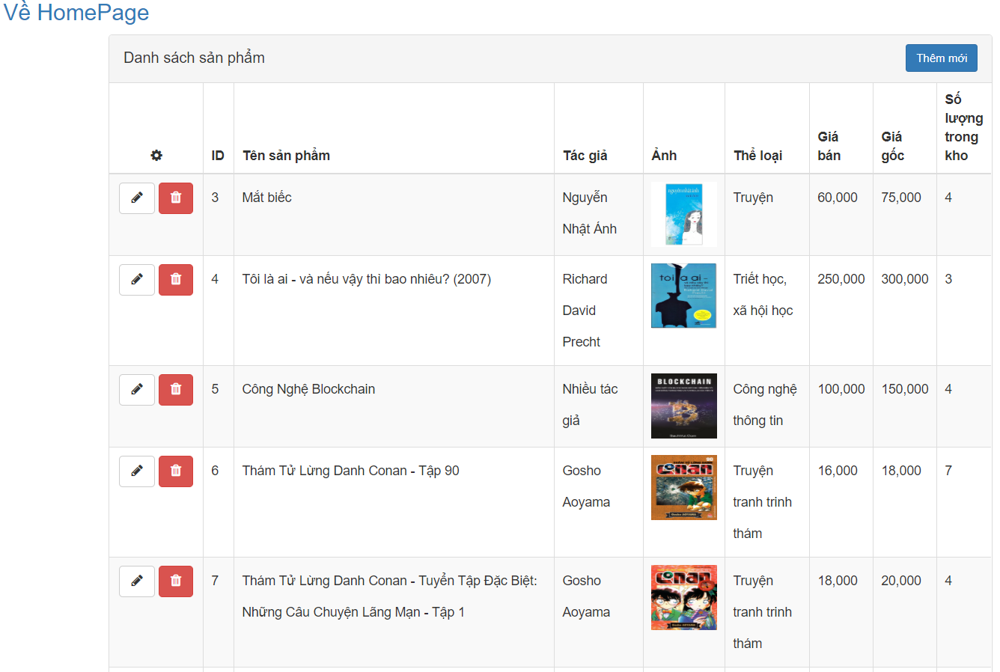 Về HomePage
Danh sách sản phẩm
Thêm mới
ID
Tên sản phẩm
Tác giả
Ảnh
Thể loại
Giá
bán
Giá
gốc
Số
lượng
trong
kho
3
Mắt biếc
Nguyễn
Nhật Ánh
Truyện
60,000
75,000
4
4
Tôi là ai - và nếu vậy thì bao nhiêu? (2007)
Richard
David
Precht
Triết học,
xã hội học
250,000
300,000
3
5
Công Nghệ Blockchain
Nhiều tác
giả
BLOCKCHAIN
Công nghệ
thông tin
100,000
150,000
4
6
Thám Tử Lừng Danh Conan - Tập 90
Gosho
Aoyama
90
Conan
Truyện
tranh trinh
thám
16,000
18,000
7
7
Thám Tử Lừng Danh Conan - Tuyển Tập Đặc Biệt:
Những Câu Chuyện Lãng Mạn - Tập 1
Gosho
Aoyama
Conan
Truyện
tranh trinh
thám
18,000
20,000
4